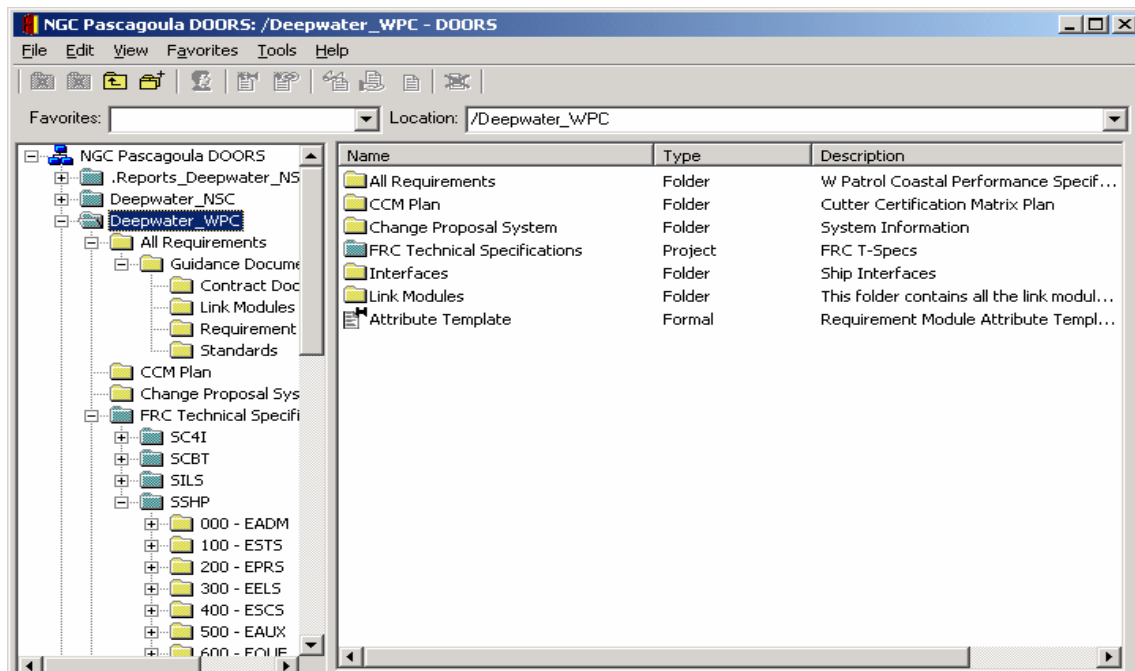 NGC Pascagoula DOORS: /Deepwater_WPC - DOORS
File Edit View Favorites Tools Help
Favorites: Location: /Deepwater_WPC
NGC Pascagoula DOORS
.Reports_Deepwater_NS
Deepwater_NSC
Deepwater_WPC
All Requirements
Guidance Docume
Contract Doc
Link Modules
Requirement
Standards
CCM Plan
Change Proposal Sys
FRC Technical Specifi
SC4I
SCBT
SILS
SSHP
000 - EADM
100 - ESTS
200 - EPRS
300 - EELS
400 - ESCS
500 - EAUX
600 - EQUF
Name Type Description
All Requirements Folder W Patrol Coastal Performance Specif...
CCM Plan Folder Cutter Certification Matrix Plan
Change Proposal System Folder System Information
FRC Technical Specifications Project FRC T-Specs
Interfaces Folder Ship Interfaces
Link Modules Folder This folder contains all the link modul...
Attribute Template Formal Requirement Module Attribute Templ...